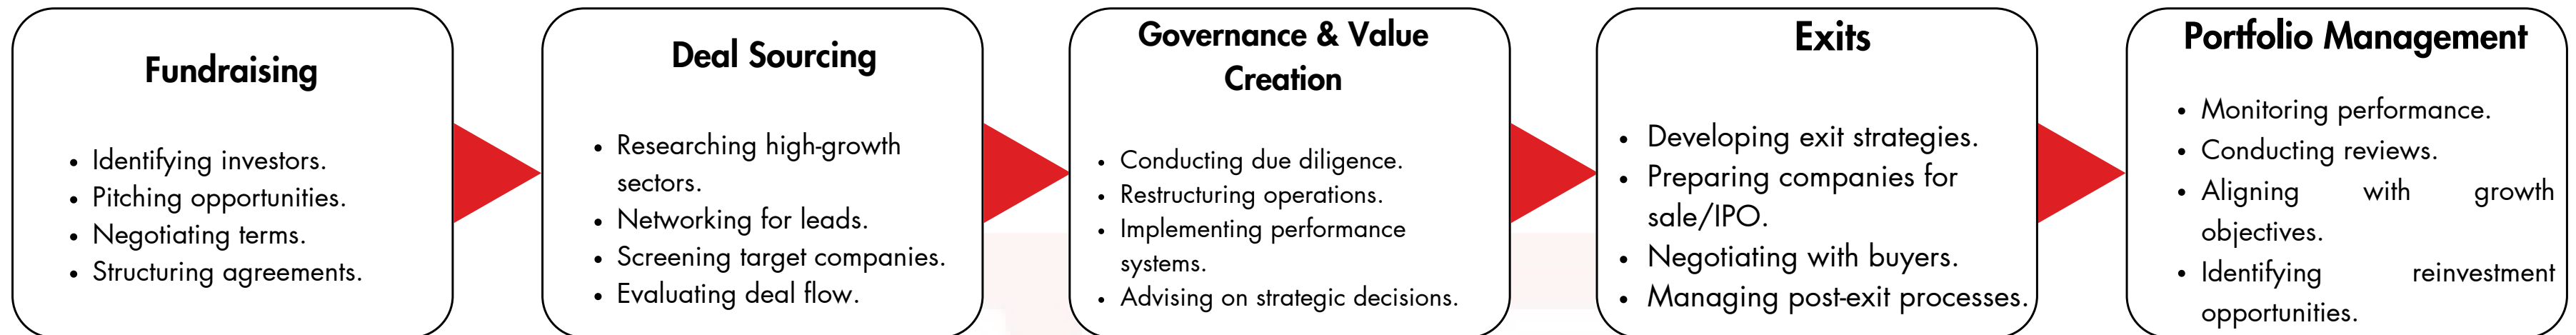 Fundraising
• Identifying investors.
• Pitching opportunities.
• Negotiating terms.
• Structuring agreements.
Deal Sourcing
• Researching high-growth
sectors.
• Networking for leads.
• Screening target companies.
• Evaluating deal flow.
Governance & Value
Creation
• Conducting due diligence.
• Restructuring operations.
• Implementing performance
systems.
• Advising on strategic decisions.
Exits
• Developing exit strategies.
• Preparing companies for
sale/IPO.
• Negotiating with buyers.
• Managing post-exit processes.
Portfolio Management
• Monitoring performance.
• Conducting reviews.
• Aligning with growth
objectives.
• Identifying reinvestment
opportunities.